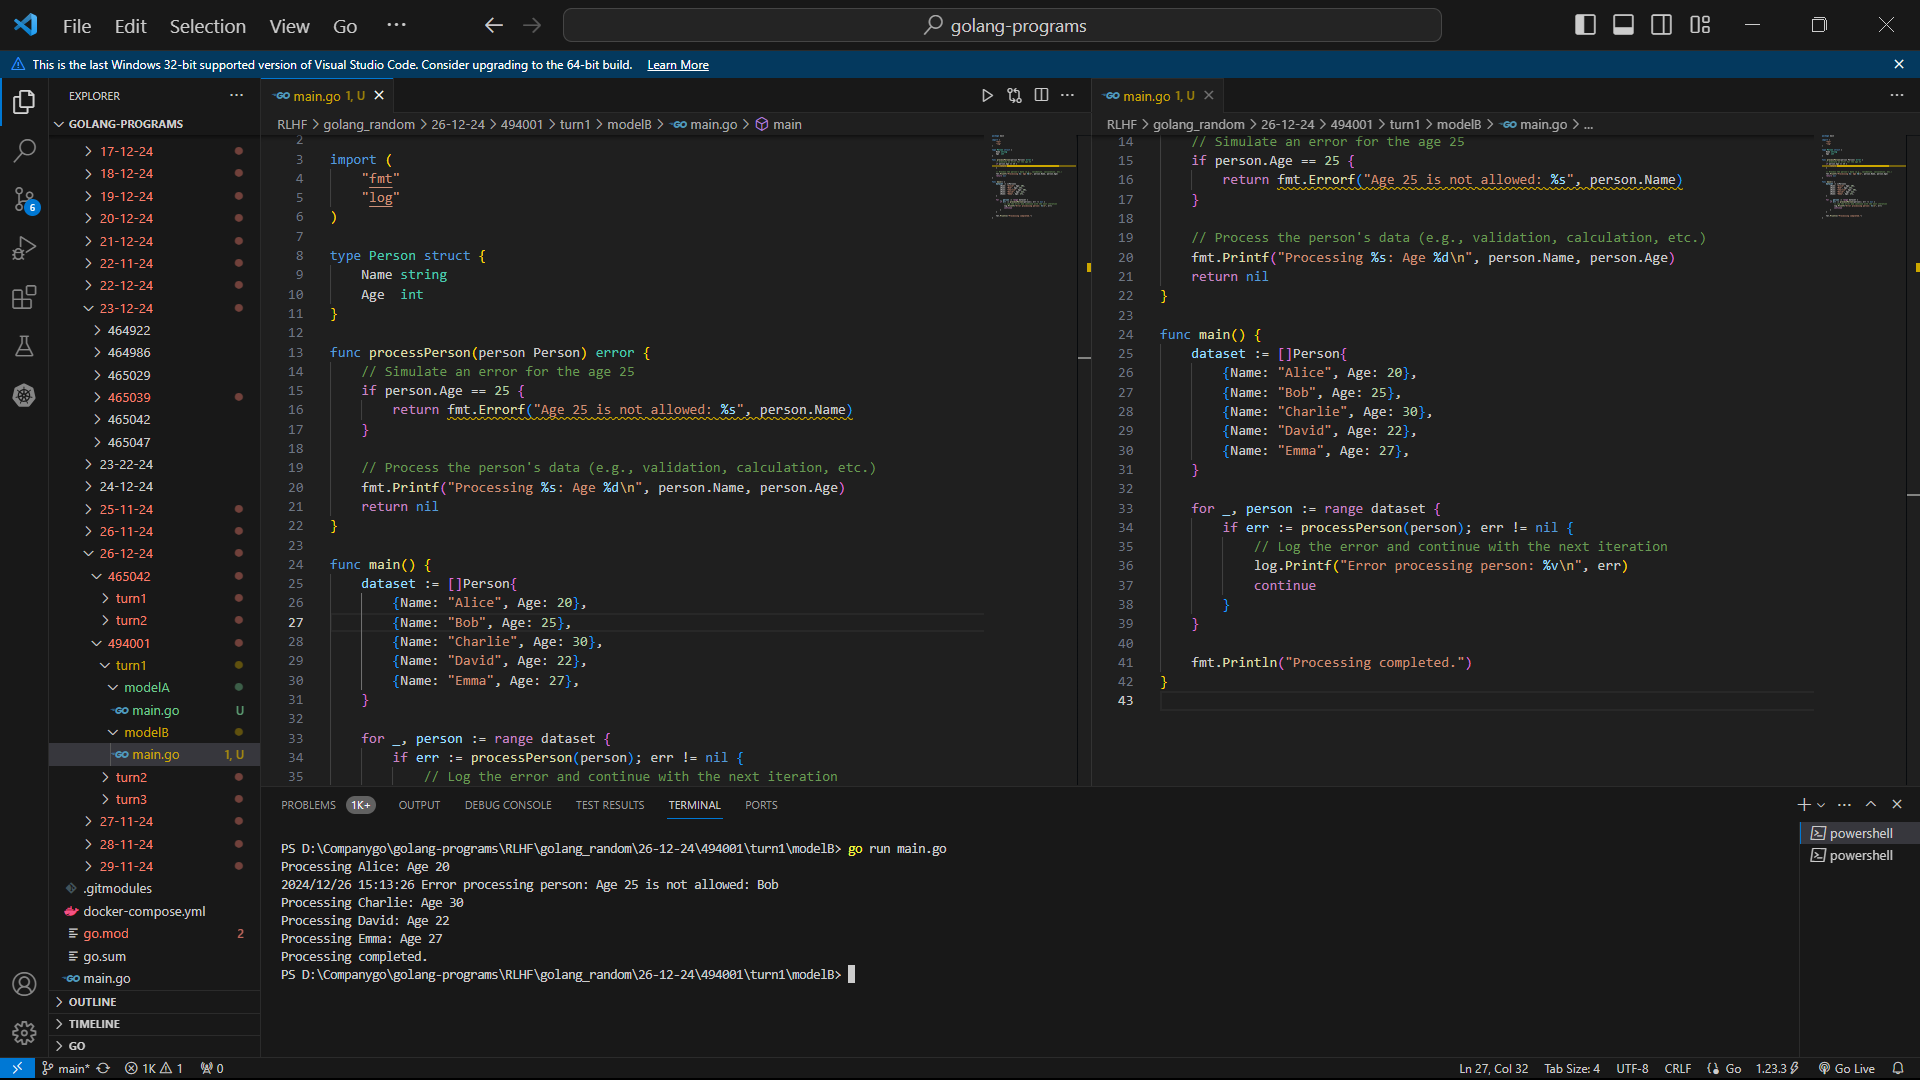 File Edit Selection View Go ··· golang-programs
This is the last Windows 32-bit supported version of Visual Studio Code. Consider upgrading to the 64-bit build. Learn More
EXPLORER
GOLANG-PROGRAMS
17-12-24
18-12-24
19-12-24
20-12-24
21-12-24
22-11-24
22-12-24
23-12-24
464922
464986
465029
465039
465042
465047
23-22-24
24-12-24
25-11-24
26-11-24
26-12-24
465042
turn1
turn2
494001
turn1
modelA
main.go U
modelB
main.go 1, U
turn2
turn3
27-11-24
28-11-24
29-11-24
.gitmodules
docker-compose.yml
go.mod 2
go.sum
main.go
OUTLINE
TIMELINE
GO
6
main.go 1, U
RLHF > golang_random > 26-12-24 > 494001 > turn1 > modelB > main.go > main
2
3 import (
4 "fmt"
5 "log"
6 )
7
8 type Person struct {
9 Name string
10 Age  int
11 }
12
13 func processPerson(person Person) error {
14 // Simulate an error for the age 25
15 if person.Age == 25 {
16 return fmt.Errorf("Age 25 is not allowed: %s", person.Name)
17 }
18
19 // Process the person's data (e.g., validation, calculation, etc.)
20 fmt.Printf("Processing %s: Age %d\n", person.Name, person.Age)
21 return nil
22 }
23
24 func main() {
25 dataset := []Person{
26 {Name: "Alice", Age: 20},
27 {Name: "Bob", Age: 25},
28 {Name: "Charlie", Age: 30},
29 {Name: "David", Age: 22},
30 {Name: "Emma", Age: 27},
31 }
32
33 for _, person := range dataset {
34 if err := processPerson(person); err != nil {
35 // Log the error and continue with the next iteration
main.go 1, U
RLHF > golang_random > 26-12-24 > 494001 > turn1 > modelB > main.go > ...
14 // Simulate an error for the age 25
15 if person.Age == 25 {
16 return fmt.Errorf("Age 25 is not allowed: %s", person.Name)
17 }
18
19 // Process the person's data (e.g., validation, calculation, etc.)
20 fmt.Printf("Processing %s: Age %d\n", person.Name, person.Age)
21 return nil
22 }
23
24 func main() {
25 dataset := []Person{
26 {Name: "Alice", Age: 20},
27 {Name: "Bob", Age: 25},
28 {Name: "Charlie", Age: 30},
29 {Name: "David", Age: 22},
30 {Name: "Emma", Age: 27},
31 }
32
33 for _, person := range dataset {
34 if err := processPerson(person); err != nil {
35 // Log the error and continue with the next iteration
36 log.Printf("Error processing person: %v\n", err)
37 continue
38 }
39 }
40
41 fmt.Println("Processing completed.")
42 }
43
PROBLEMS 1K+ OUTPUT DEBUG CONSOLE TEST RESULTS TERMINAL PORTS
PS D:\Companygo\golang-programs\RLHF\golang_random\26-12-24\494001\turn1\modelB> go run main.go
Processing Alice: Age 20
2024/12/26 15:13:26 Error processing person: Age 25 is not allowed: Bob
Processing Charlie: Age 30
Processing David: Age 22
Processing Emma: Age 27
Processing completed.
PS D:\Companygo\golang-programs\RLHF\golang_random\26-12-24\494001\turn1\modelB>
powershell
powershell
main* 1K 1 0 Ln 27, Col 32 Tab Size: 4 UTF-8 CRLF Go 1.23.3 Go Live